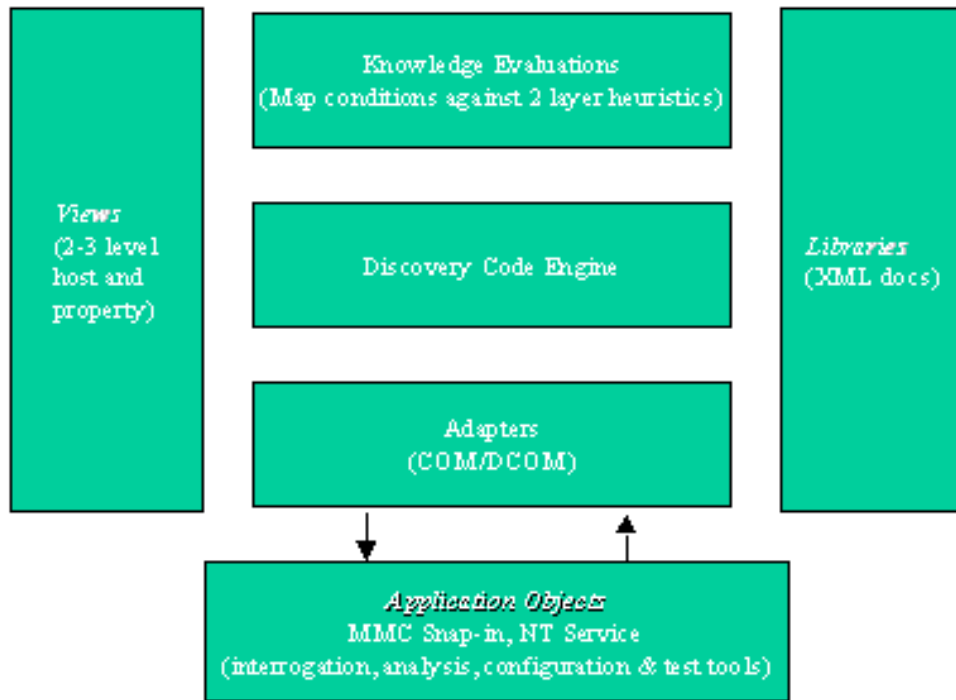 Knowledge Evaluations
(Map conditions against 2 layer heuristics)
Views
(2-3 level
host and
property)
Discovery Code Engine
Libraries
(XML docs)
Adapters
(COM/DCOM)
Application Objects
MMC Snap-in, NT Service
(interrogation, analysis, configuration & test tools)